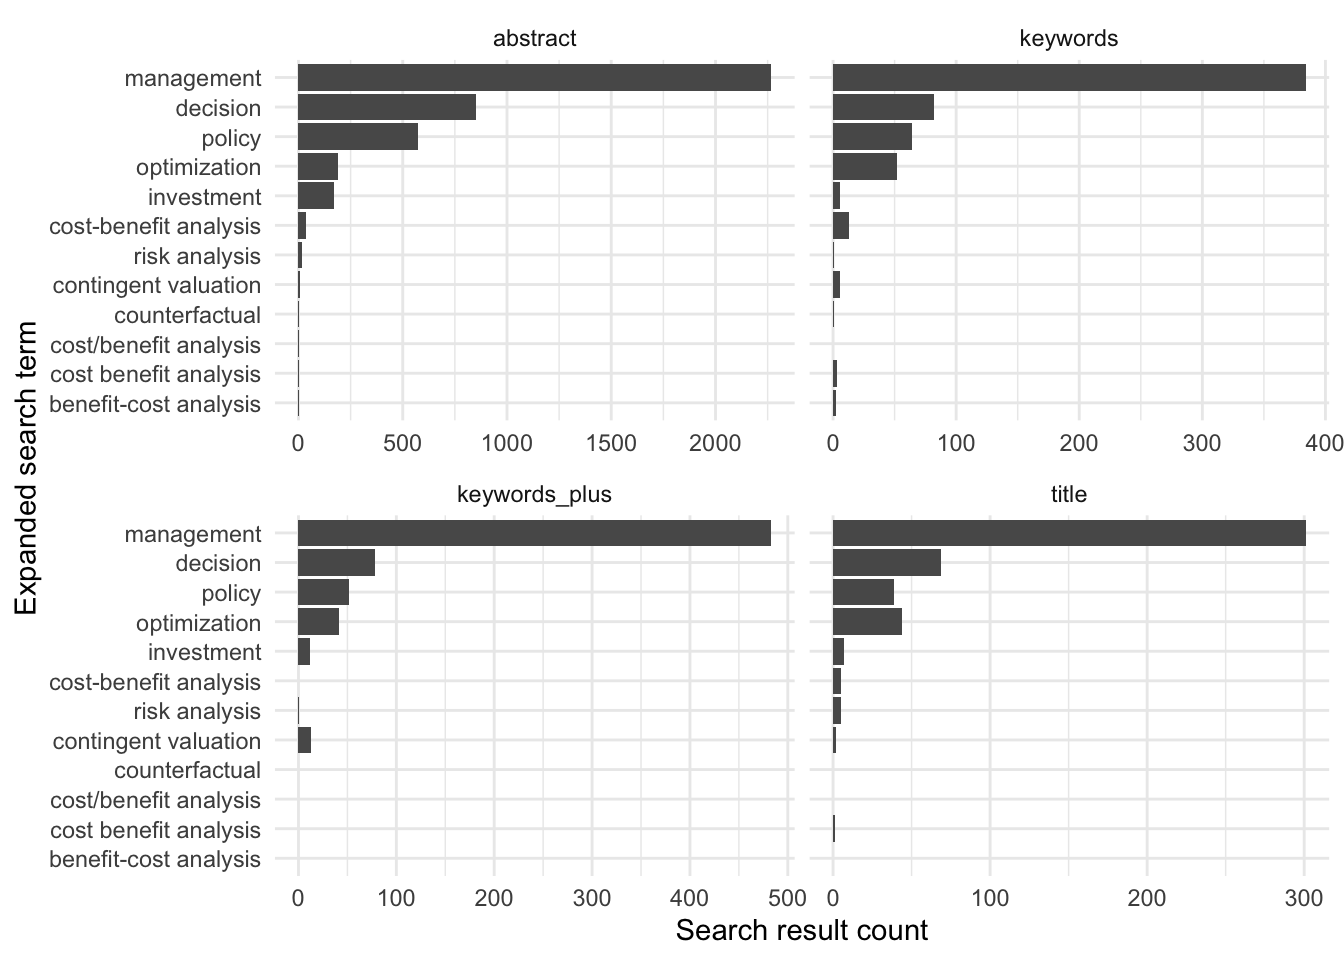 abstract
keywords
management
decision
policy
optimization
investment
cost-benefit analysis
risk analysis
contingent valuation
counterfactual
cost/benefit analysis
cost benefit analysis
benefit-cost analysis
0 500 1000 1500 2000
0 100 200 300 400
keywords_plus
title
management
decision
policy
optimization
investment
cost-benefit analysis
risk analysis
contingent valuation
counterfactual
cost/benefit analysis
cost benefit analysis
benefit-cost analysis
0 100 200 300 400 500
0 100 200 300
Search result count
Expanded search term